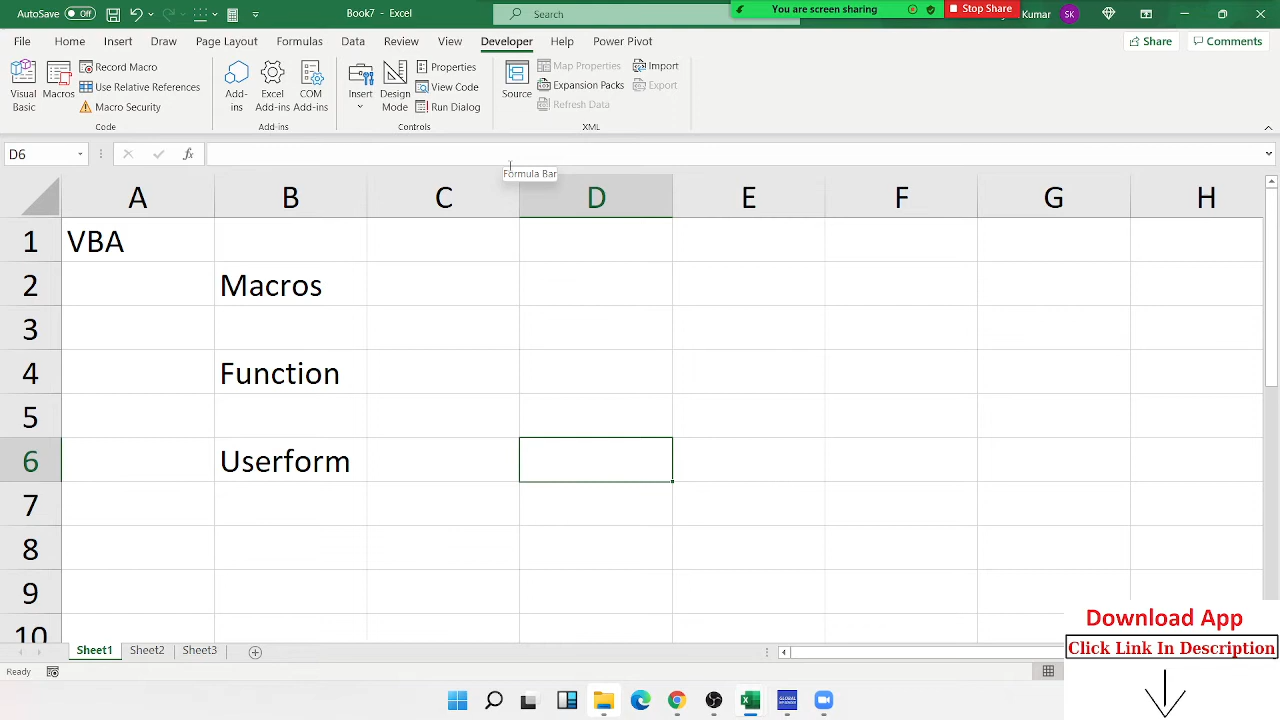 AutoSave Off
Book7 - Excel
Search
You are screen sharing
Stop Share
Kumar
SK
File
Home
Insert
Draw
Page Layout
Formulas
Data
Review
View
Developer
Help
Power Pivot
Share
Comments
Visual Basic
Macros
Record Macro
Use Relative References
Macro Security
Code
Add-ins
Excel Add-ins
COM Add-ins
Add-ins
Insert
Design Mode
Properties
View Code
Run Dialog
Controls
Source
Map Properties
Expansion Packs
Refresh Data
Import
Export
XML
D6
fx
Formula Bar
A B C D E F G H
1 VBA
2 Macros
3
4 Function
5
6 Userform
7
8
9
10
Sheet1
Sheet2
Sheet3
Ready
Download App
Click Link In Description